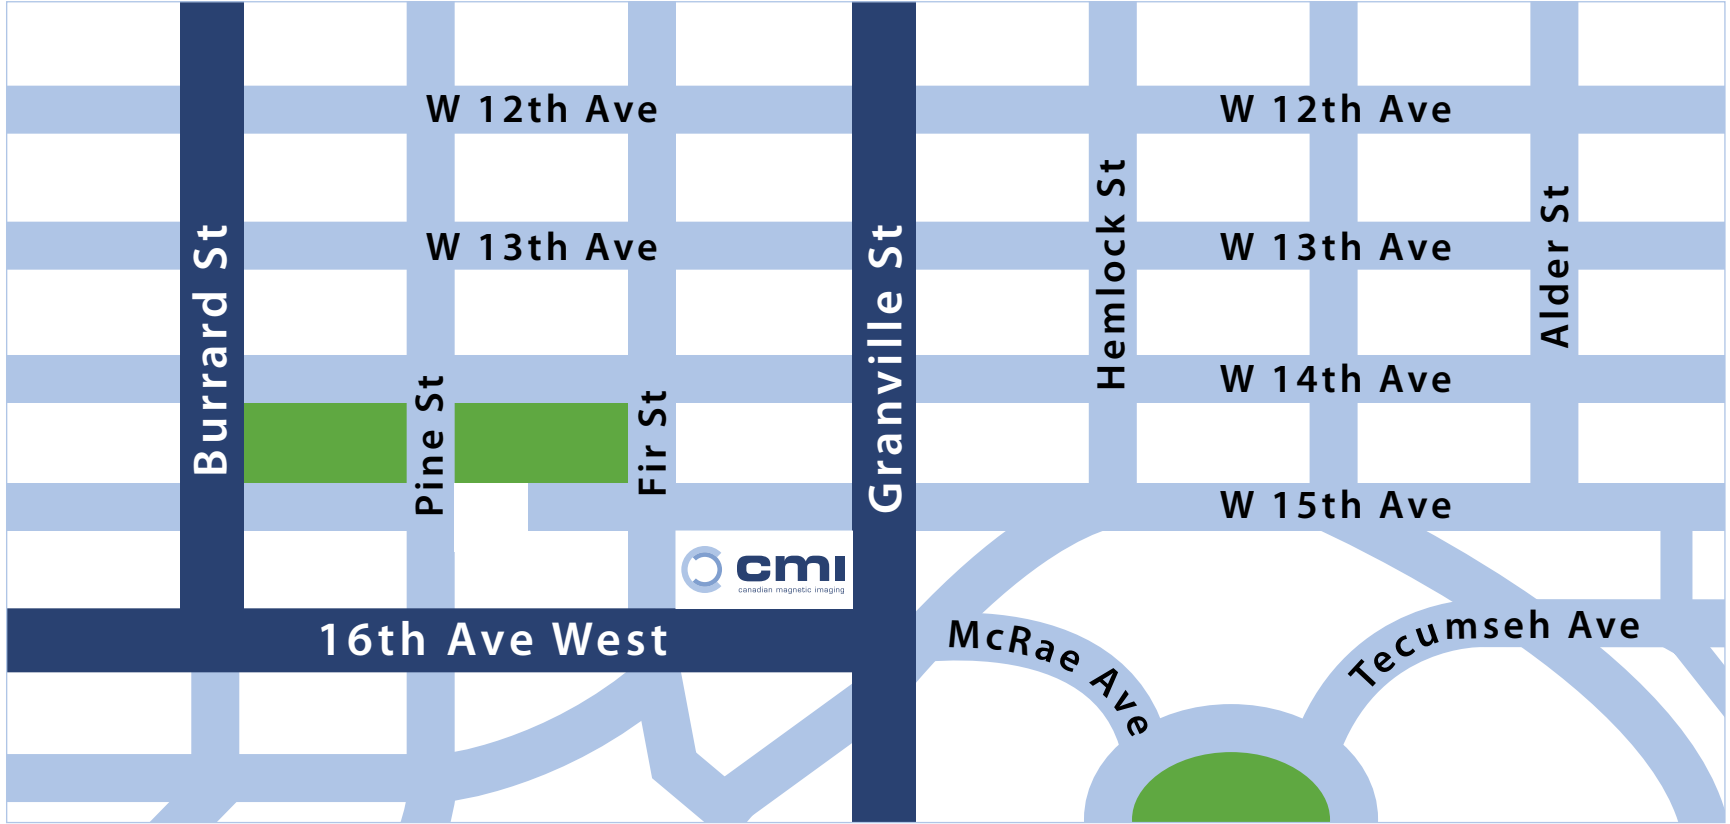 W 12th Ave
W 12th Ave
W 13th Ave
W 13th Ave
Burrard St
Granville St
Hemlock St
Alder St
W 14th Ave
Pine St
Fir St
W 15th Ave
cmi
canadian magnetic imaging
16th Ave West
McRae Ave
Tecumseh Ave